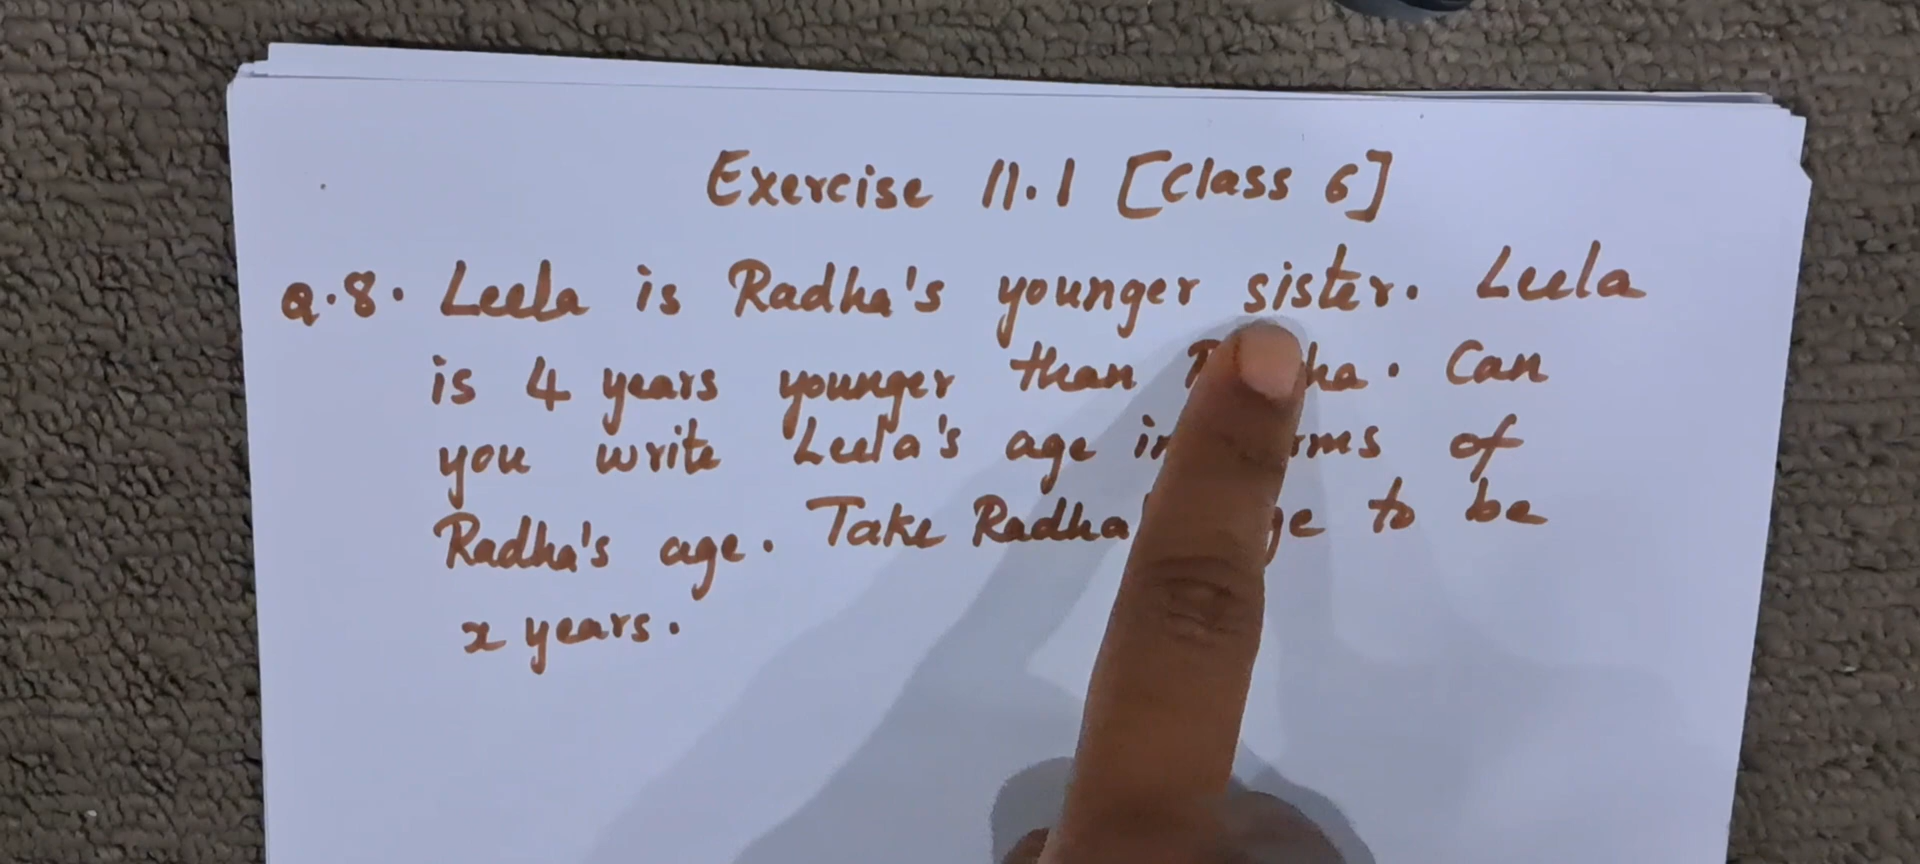 Exercise 11.1 [Class 6]
Q.8. Leela is Radha's younger sister. Leela
is 4 years younger than. Can
you write Leela's age in of
Radha's age. Take Radha to be
x years.